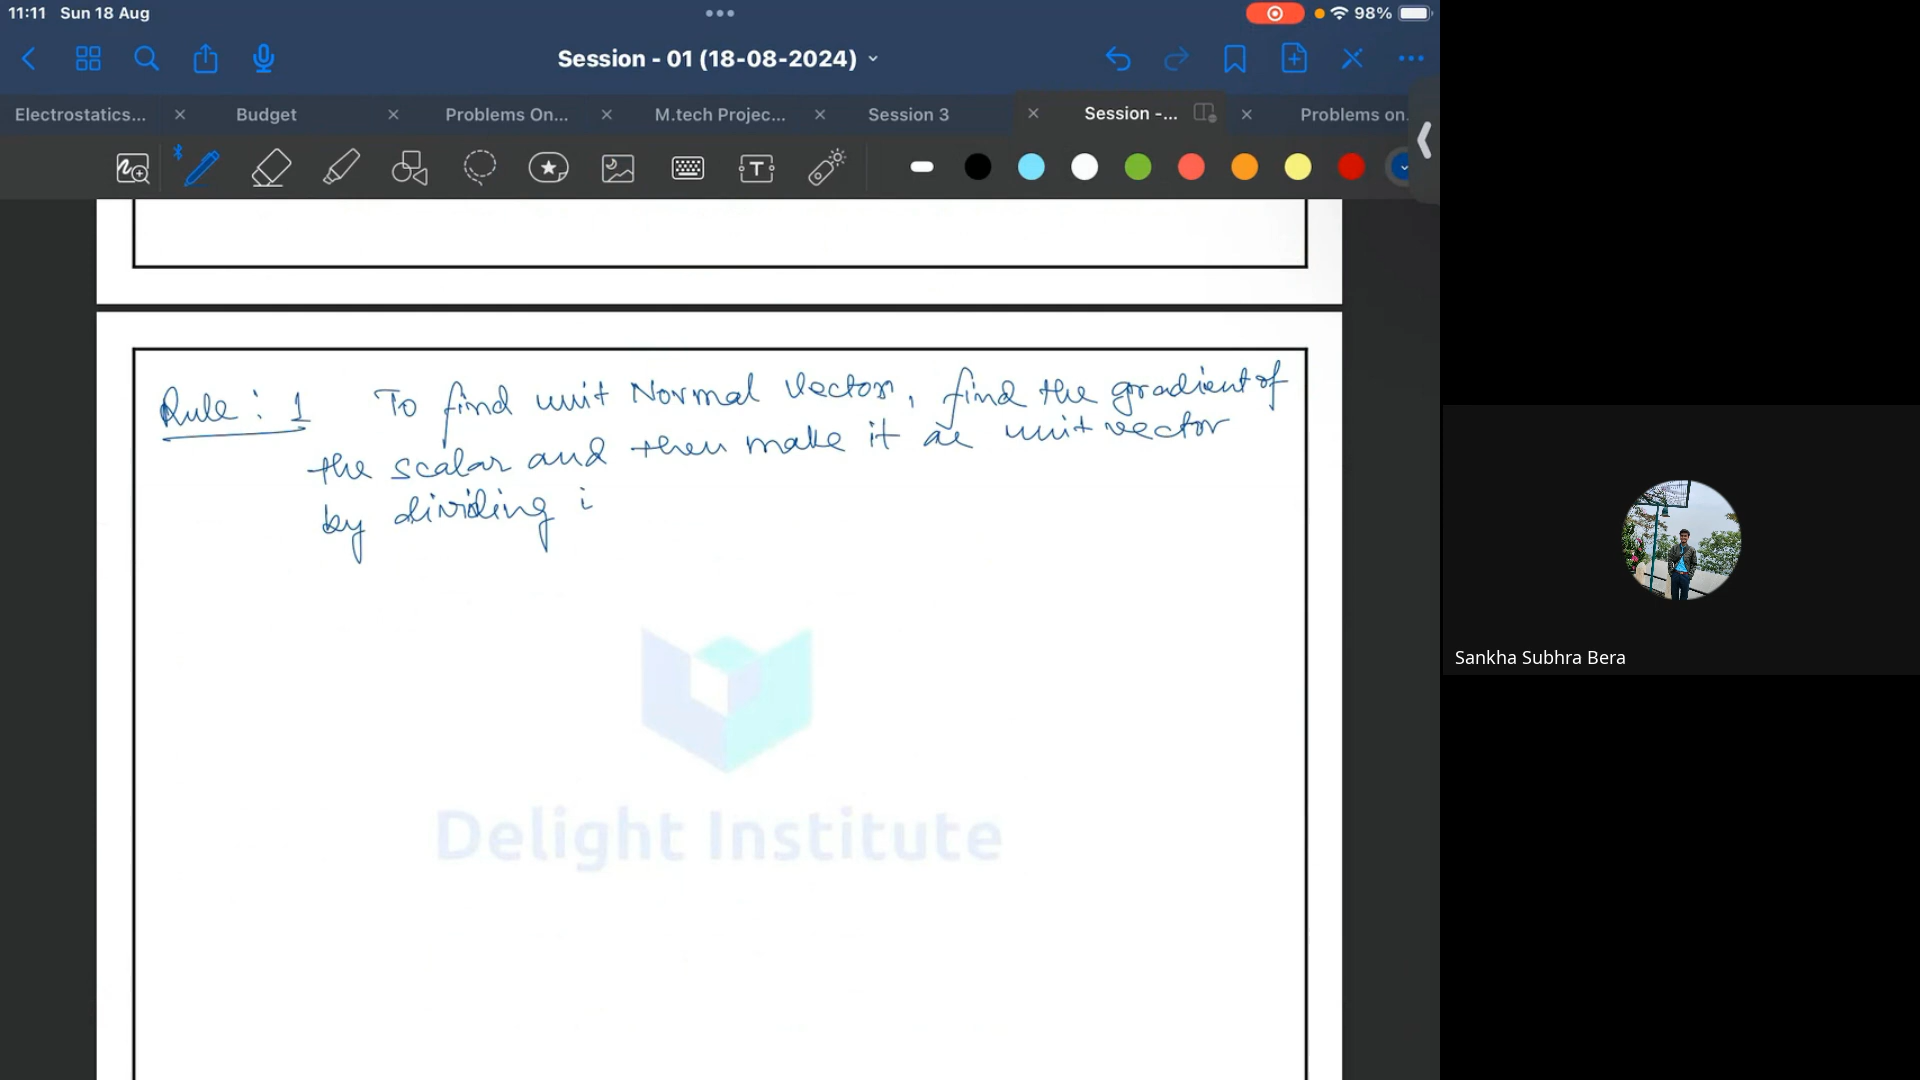 11:11 Sun 18 Aug
98%
Session - 01 (18-08-2024)
Electrostatics... Budget Problems On... M.tech Projec... Session 3 Session -... Problems on.
Rule: 1 To find unit Normal Vector, find the gradient of
the scalar and then make it as unit vector
by dividing i
Delight Institute
Sankha Subhra Bera